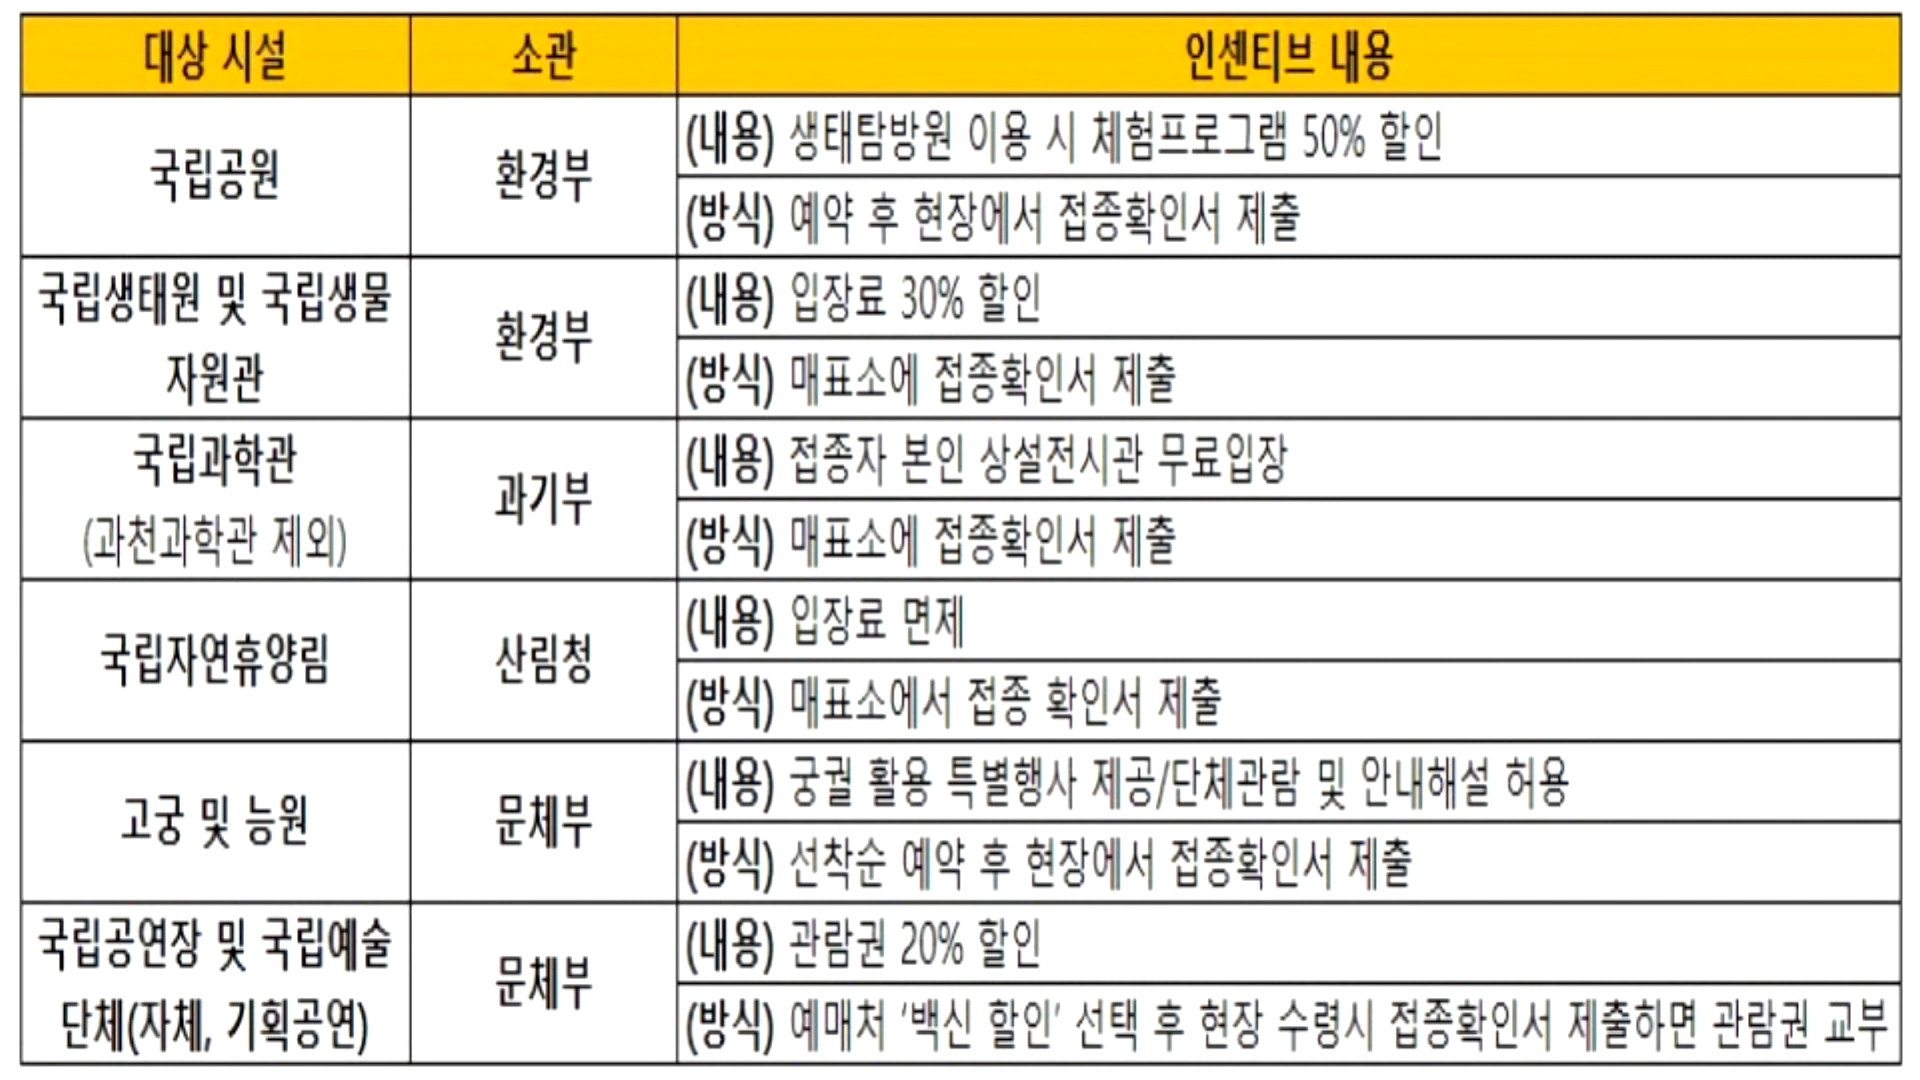 대상 시설 소관 인센티브 내용
국립공원 환경부 (내용) 생태탐방원 이용 시 체험프로그램 50% 할인
(방식) 예약 후 현장에서 접종확인서 제출
국립생태원 및 국립생물
자원관 환경부 (내용) 입장료 30% 할인
(방식) 매표소에 접종확인서 제출
국립과학관
(과천과학관 제외) 과기부 (내용) 접종자 본인 상설전시관 무료입장
(방식) 매표소에 접종확인서 제출
국립자연휴양림 산림청 (내용) 입장료 면제
(방식) 매표소에서 접종 확인서 제출
고궁 및 능원 문체부 (내용) 궁궐 활용 특별행사 제공/단체관람 및 안내해설 허용
(방식) 선착순 예약 후 현장에서 접종확인서 제출
국립공연장 및 국립예술
단체(자체, 기획공연) 문체부 (내용) 관람권 20% 할인
(방식) 예매처 ‘백신 할인’ 선택 후 현장 수령시 접종확인서 제출하면 관람권 교부